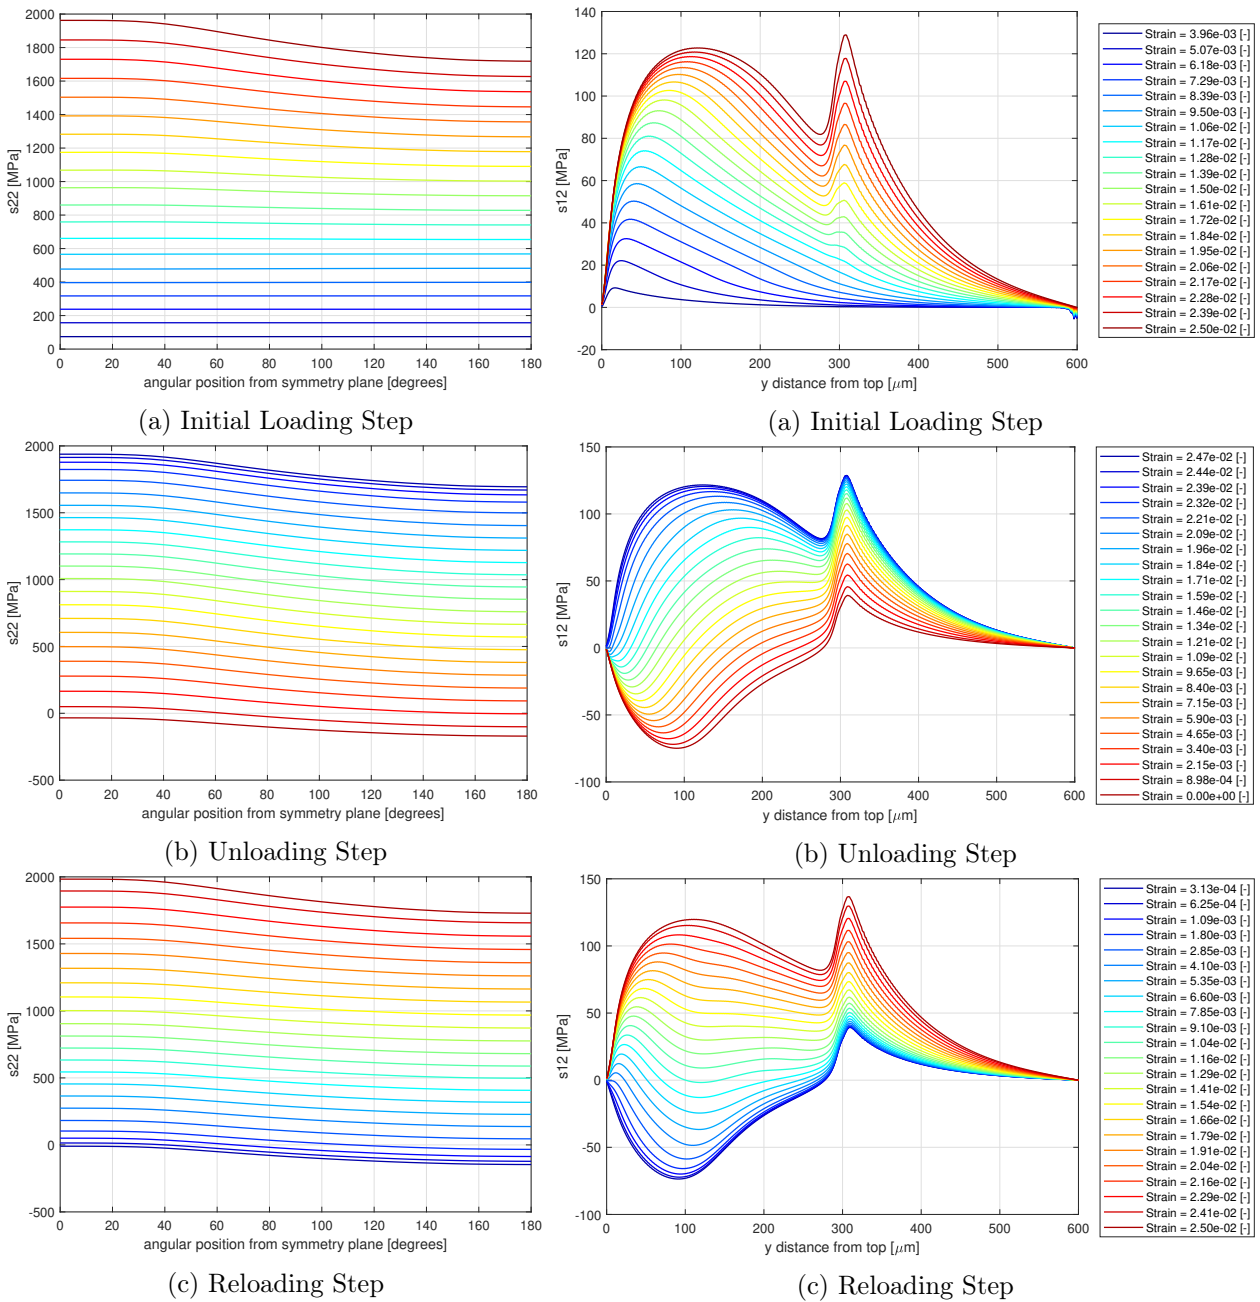 2000
1800
1600
1400
1200
1000
800
600
400
200
0
s22 [MPa]
0 20 40 60 80 100 120 140 160 180
angular position from symmetry plane [degrees]
(a) Initial Loading Step
140
120
100
80
60
40
20
0
-20
s12 [MPa]
0 100 200 300 400 500 600
y distance from top [μm]
(a) Initial Loading Step
Strain = 3.96e-03 [-]
Strain = 5.07e-03 [-]
Strain = 6.18e-03 [-]
Strain = 7.29e-03 [-]
Strain = 8.39e-03 [-]
Strain = 9.50e-03 [-]
Strain = 1.06e-02 [-]
Strain = 1.17e-02 [-]
Strain = 1.28e-02 [-]
Strain = 1.39e-02 [-]
Strain = 1.50e-02 [-]
Strain = 1.61e-02 [-]
Strain = 1.72e-02 [-]
Strain = 1.84e-02 [-]
Strain = 1.95e-02 [-]
Strain = 2.06e-02 [-]
Strain = 2.17e-02 [-]
Strain = 2.28e-02 [-]
Strain = 2.39e-02 [-]
Strain = 2.50e-02 [-]
2000
1500
1000
500
0
-500
s22 [MPa]
0 20 40 60 80 100 120 140 160 180
angular position from symmetry plane [degrees]
(b) Unloading Step
150
100
50
0
-50
-100
s12 [MPa]
0 100 200 300 400 500 600
y distance from top [μm]
(b) Unloading Step
Strain = 2.47e-02 [-]
Strain = 2.44e-02 [-]
Strain = 2.39e-02 [-]
Strain = 2.32e-02 [-]
Strain = 2.21e-02 [-]
Strain = 2.09e-02 [-]
Strain = 1.96e-02 [-]
Strain = 1.84e-02 [-]
Strain = 1.71e-02 [-]
Strain = 1.59e-02 [-]
Strain = 1.46e-02 [-]
Strain = 1.34e-02 [-]
Strain = 1.21e-02 [-]
Strain = 1.09e-02 [-]
Strain = 9.65e-03 [-]
Strain = 8.40e-03 [-]
Strain = 7.15e-03 [-]
Strain = 5.90e-03 [-]
Strain = 4.65e-03 [-]
Strain = 3.40e-03 [-]
Strain = 2.15e-03 [-]
Strain = 8.98e-04 [-]
Strain = 0.00e+00 [-]
2000
1500
1000
500
0
-500
s22 [MPa]
0 20 40 60 80 100 120 140 160 180
angular position from symmetry plane [degrees]
(c) Reloading Step
150
100
50
0
-50
-100
s12 [MPa]
0 100 200 300 400 500 600
y distance from top [μm]
(c) Reloading Step
Strain = 3.13e-04 [-]
Strain = 6.25e-04 [-]
Strain = 1.09e-03 [-]
Strain = 1.80e-03 [-]
Strain = 2.85e-03 [-]
Strain = 4.10e-03 [-]
Strain = 5.35e-03 [-]
Strain = 6.60e-03 [-]
Strain = 7.85e-03 [-]
Strain = 9.10e-03 [-]
Strain = 1.04e-02 [-]
Strain = 1.16e-02 [-]
Strain = 1.29e-02 [-]
Strain = 1.41e-02 [-]
Strain = 1.54e-02 [-]
Strain = 1.66e-02 [-]
Strain = 1.79e-02 [-]
Strain = 1.91e-02 [-]
Strain = 2.04e-02 [-]
Strain = 2.16e-02 [-]
Strain = 2.29e-02 [-]
Strain = 2.41e-02 [-]
Strain = 2.50e-02 [-]